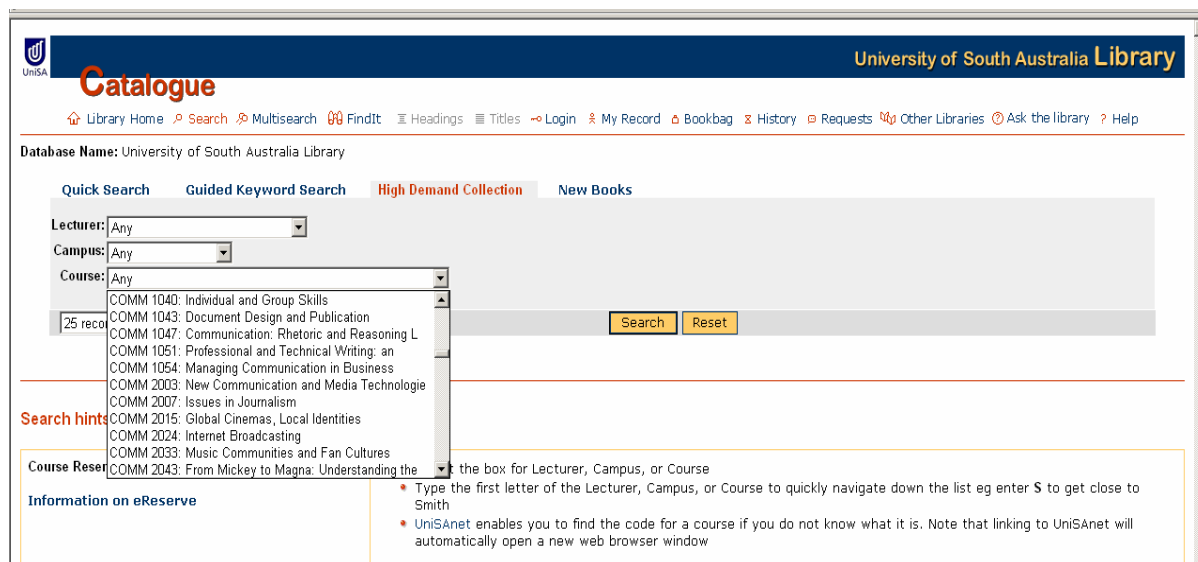 UniSA
University of South Australia Library
Catalogue
Library Home Search Multisearch FindIt Headings Titles Login My Record Bookbag History Requests Other Libraries Ask the library Help
Database Name: University of South Australia Library
Quick Search Guided Keyword Search High Demand Collection New Books
Lecturer: Any
Campus: Any
Course: Any
COMM 1040: Individual and Group Skills
COMM 1043: Document Design and Publication
25 reco
Search Reset
COMM 1047: Communication: Rhetoric and Reasoning L
COMM 1051: Professional and Technical Writing: an
COMM 1054: Managing Communication in Business
COMM 2003: New Communication and Media Technologie
COMM 2007: Issues in Journalism
COMM 2015: Global Cinemas, Local Identities
COMM 2024: Internet Broadcasting
COMM 2033: Music Communities and Fan Cultures
COMM 2043: From Mickey to Magna: Understanding the
Search hints
Course Reser
Information on eReserve
t the box for Lecturer, Campus, or Course
Type the first letter of the Lecturer, Campus, or Course to quickly navigate down the list eg enter S to get close to
Smith
UniSAnet enables you to find the code for a course if you do not know what it is. Note that linking to UniSAnet will
automatically open a new web browser window